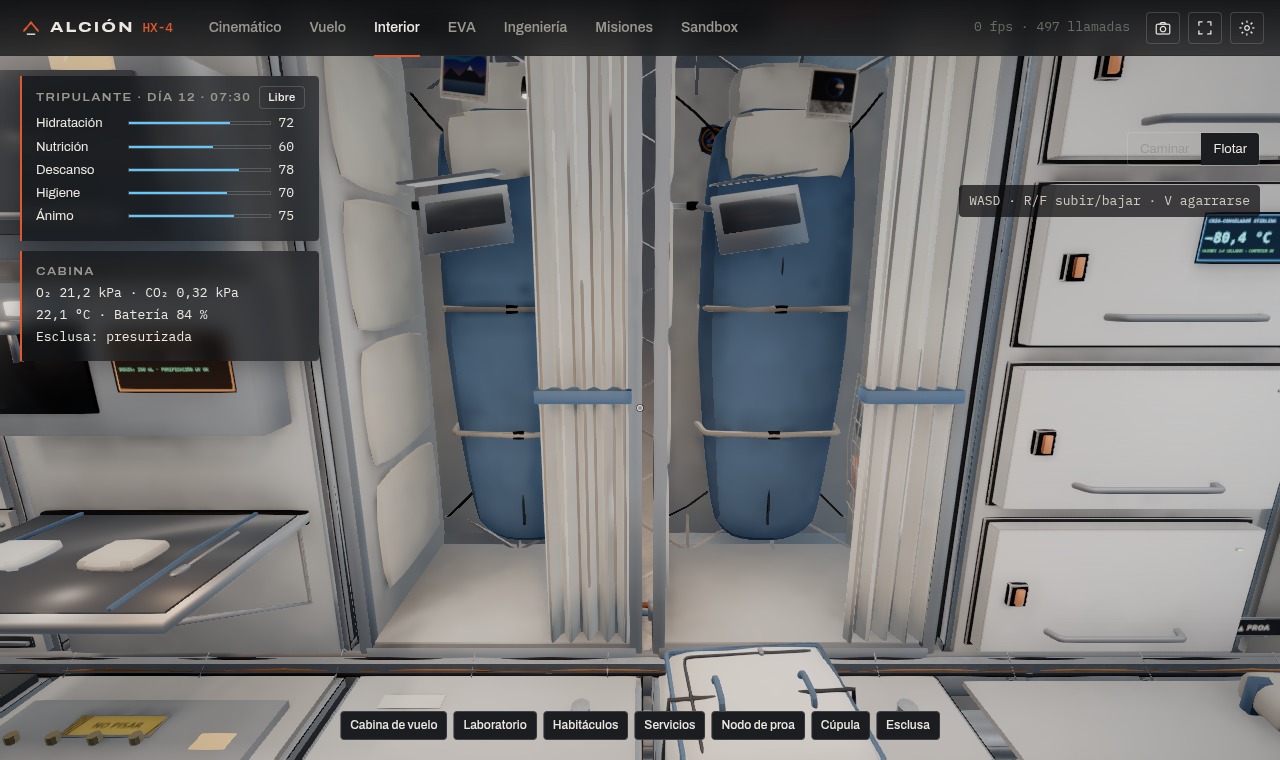 ALCIÓN HX-4
Cinemático
Vuelo
Interior
EVA
Ingeniería
Misiones
Sandbox
0 fps · 497 llamadas
TRIPULANTE · DÍA 12 · 07:30
Libre
Hidratación 72
Nutrición 60
Descanso 78
Higiene 70
Ánimo 75
CABINA
O₂ 21,2 kPa · CO₂ 0,32 kPa
22,1 °C · Batería 84 %
Esclusa: presurizada
Caminar
Flotar
WASD · R/F subir/bajar · V agarrarse
−80,4 °C
PROA
NO PISAR
Cabina de vuelo
Laboratorio
Habitáculos
Servicios
Nodo de proa
Cúpula
Esclusa